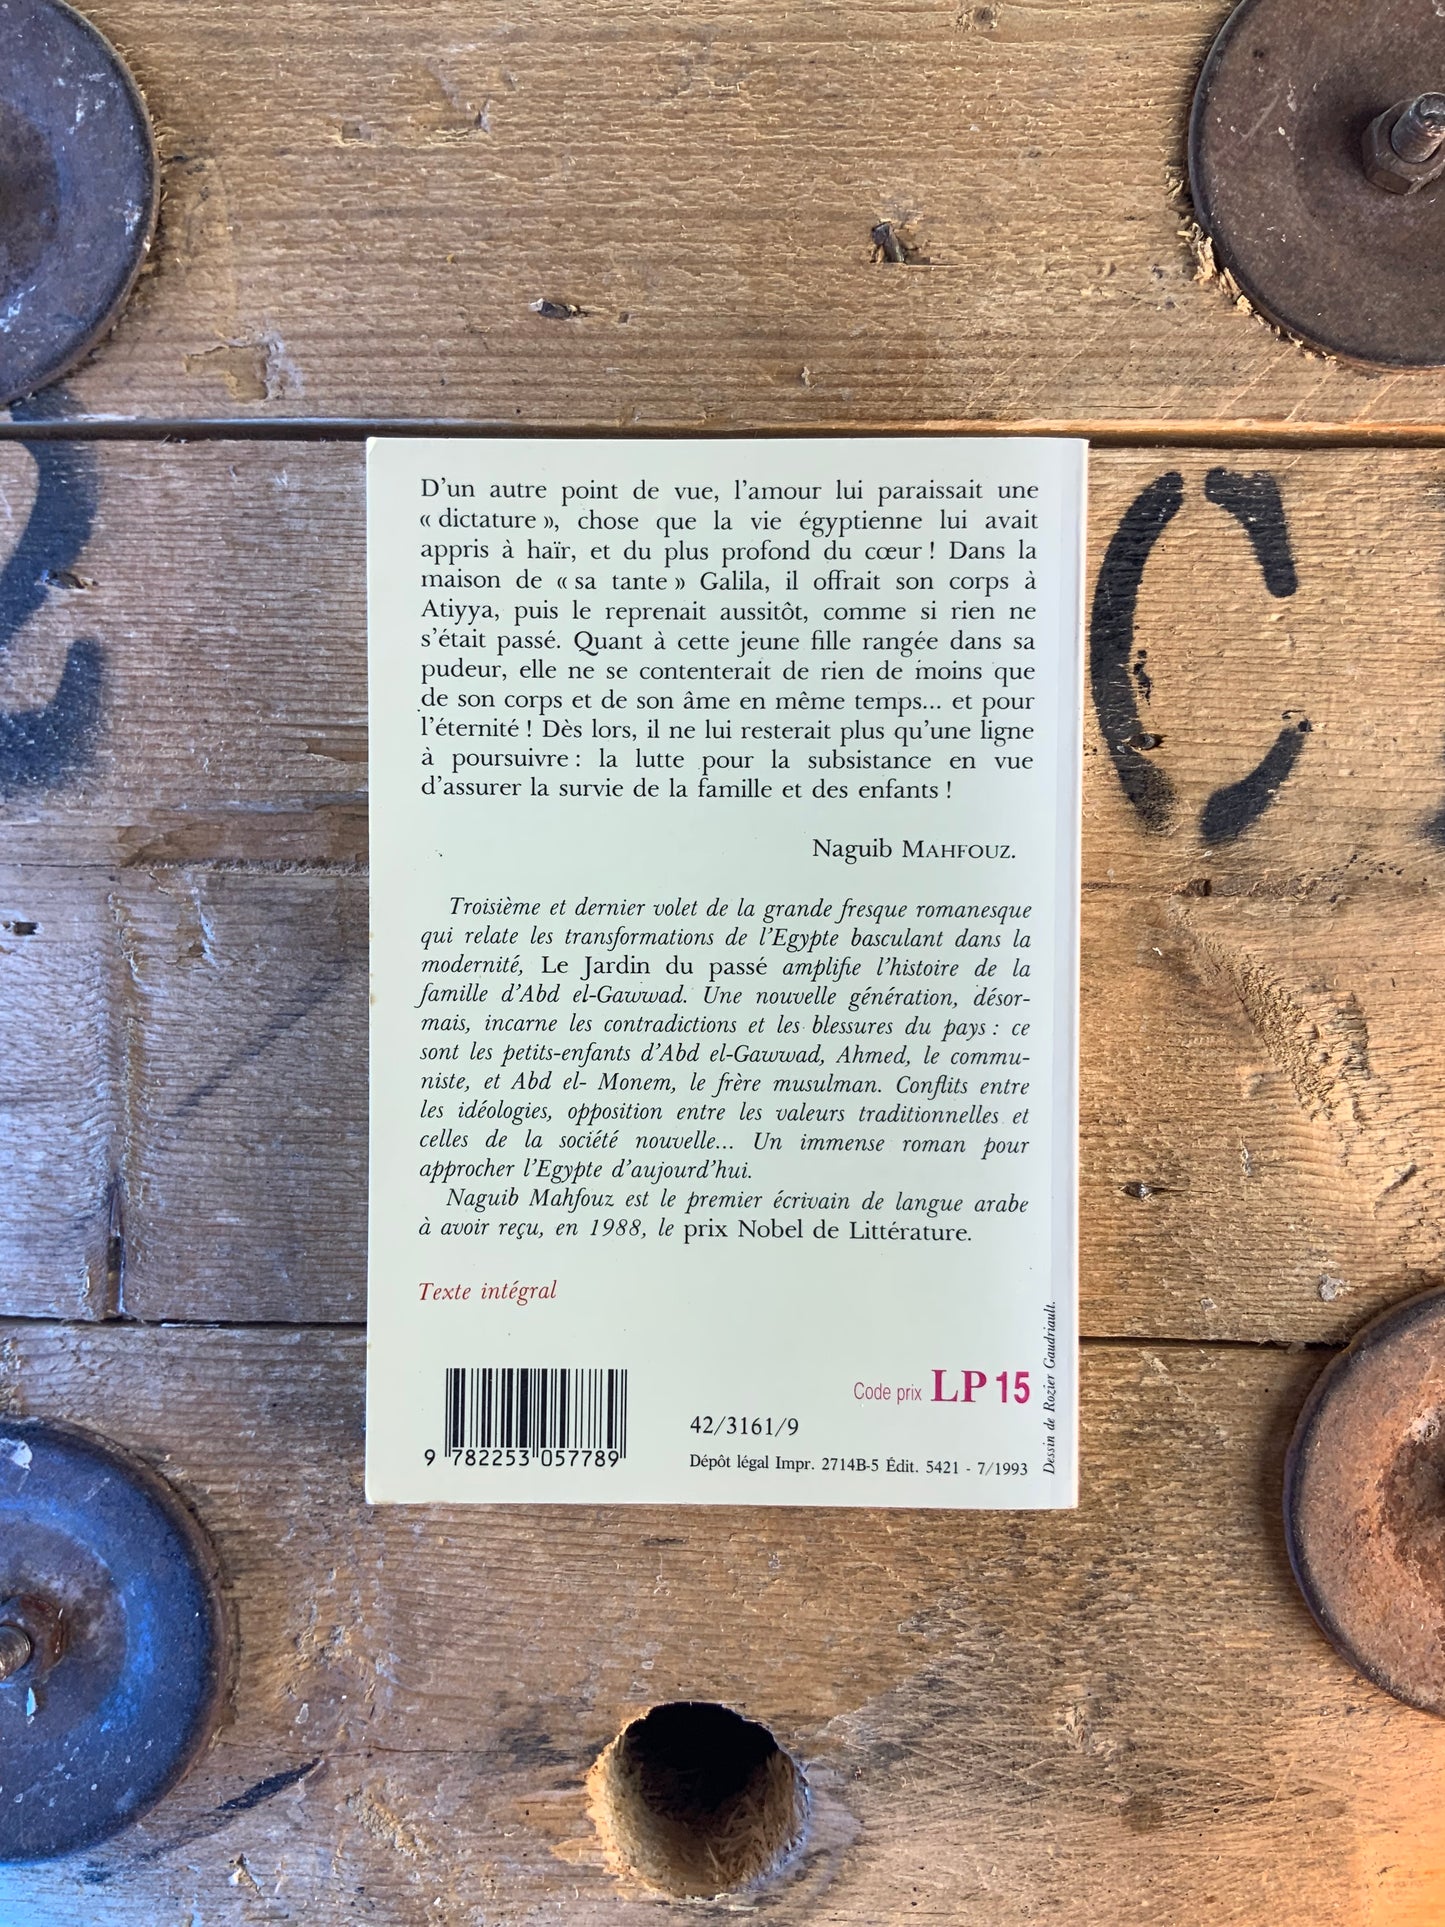 D'un autre point de vue, l'amour lui paraissait une
« dictature », chose que la vie égyptienne lui avait
appris à haïr, et du plus profond du cœur ! Dans la
maison de « sa tante » Galila, il offrait son corps à
Atiyya, puis le reprenait aussitôt, comme si rien ne
s'était passé. Quant à cette jeune fille rangée dans sa
pudeur, elle ne se contenterait de rien de moins que
de son corps et de son âme en même temps... et pour
l'éternité ! Dès lors, il ne lui resterait plus qu'une ligne
à poursuivre : la lutte pour la subsistance en vue
d'assurer la survie de la famille et des enfants !
Naguib MAHFOUZ.
Troisième et dernier volet de la grande fresque romanesque
qui relate les transformations de l'Egypte basculant dans la
modernité, Le Jardin du passé amplifie l'histoire de la
famille d'Abd el-Gawwad. Une nouvelle génération, désor-
mais, incarne les contradictions et les blessures du pays : ce
sont les petits-enfants d'Abd el-Gawwad, Ahmed, le commu-
niste, et Abd el- Monem, le frère musulman. Conflits entre
les idéologies, opposition entre les valeurs traditionnelles et
celles de la société nouvelle... Un immense roman pour
approcher l'Egypte d'aujourd'hui.
Naguib Mahfouz est le premier écrivain de langue arabe
à avoir reçu, en 1988, le prix Nobel de Littérature.
Texte intégral
Code prix LP 15
42/3161/9
9 782253 057789
Dépôt légal Impr. 2714B-5 Édit. 5421 - 7/1993
Dessin de Rozier Gaudriault.
C